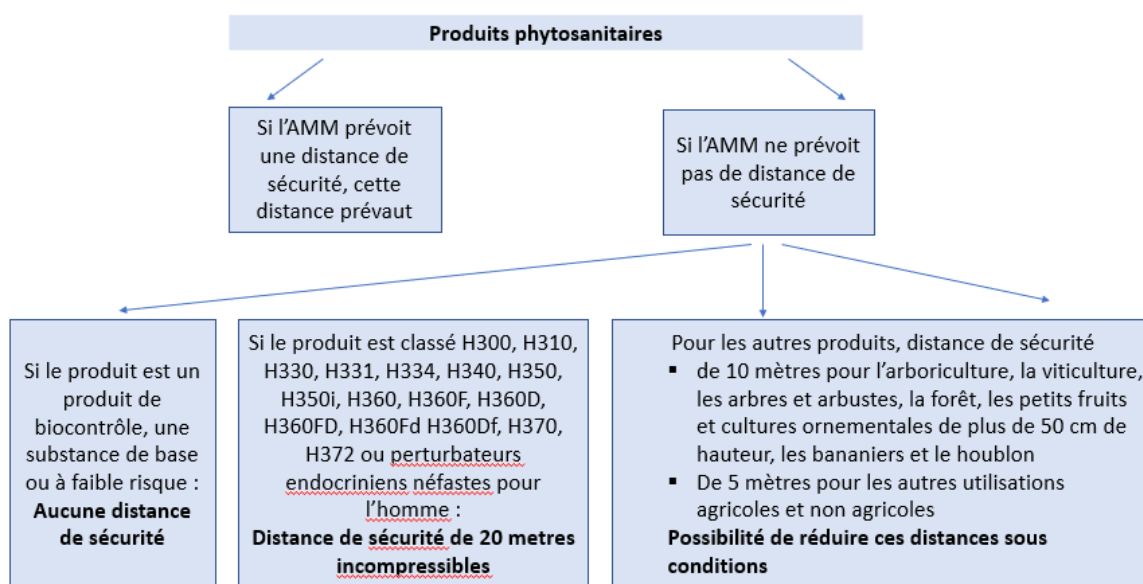 Produits phytosanitaires
Si l’AMM prévoit
une distance de
sécurité, cette
distance prévaut
Si l’AMM ne prévoit
pas de distance de
sécurité
Si le produit est un
produit de
biocontrôle, une
substance de base
ou à faible risque :
Aucune distance
de sécurité
Si le produit est classé H300, H310,
H330, H331, H334, H340, H350,
H350i, H360, H360F, H360D,
H360FD, H360Fd H360Df, H370,
H372 ou perturbateurs
endocriniens néfastes pour
l’homme :
Distance de sécurité de 20 metres
incompressibles
Pour les autres produits, distance de sécurité
▪ de 10 mètres pour l’arboriculture, la viticulture,
les arbres et arbustes, la forêt, les petits fruits
et cultures ornementales de plus de 50 cm de
hauteur, les bananiers et le houblon
▪ De 5 mètres pour les autres utilisations
agricoles et non agricoles
Possibilité de réduire ces distances sous
conditions